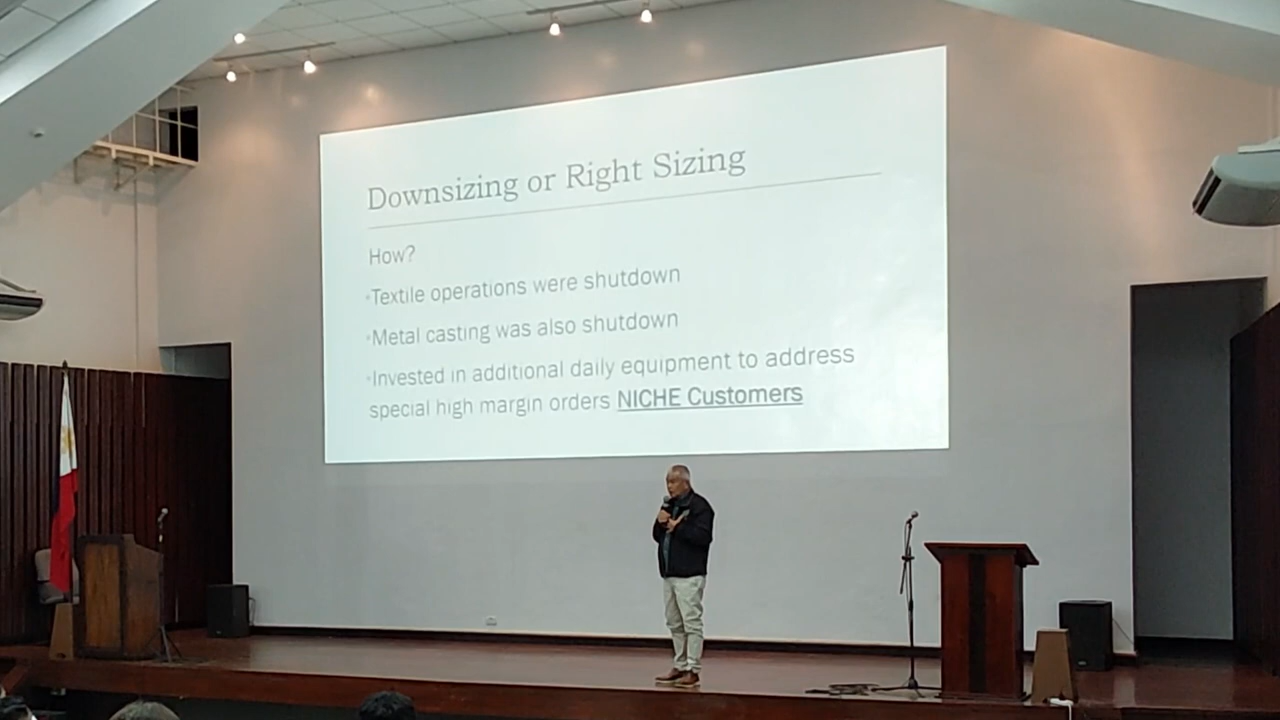 Downsizing or Right Sizing
How?
•Textile operations were shutdown
•Metal casting was also shutdown
•Invested in additional daily equipment to address
special high margin orders NICHE Customers